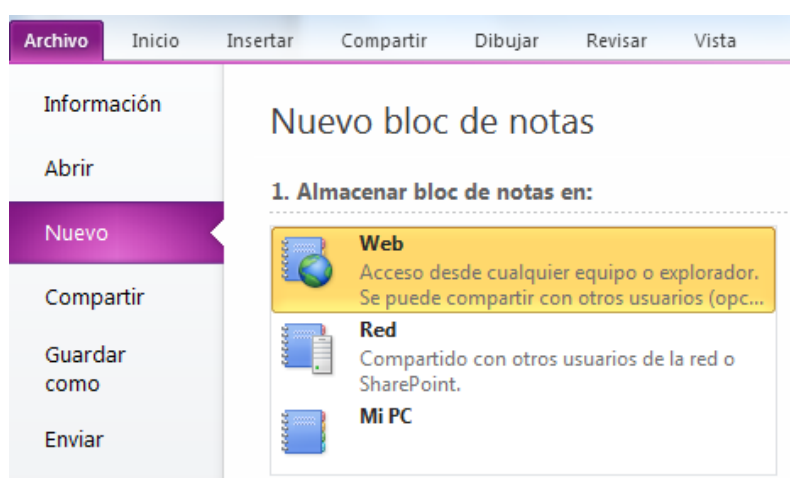 Archivo Inicio Insertar Compartir Dibujar Revisar Vista
Información
Abrir
Nuevo
Compartir
Guardar
como
Enviar
Nuevo bloc de notas
1. Almacenar bloc de notas en:
Web
Acceso desde cualquier equipo o explorador.
Se puede compartir con otros usuarios (opc...
Red
Compartido con otros usuarios de la red o
SharePoint.
Mi PC